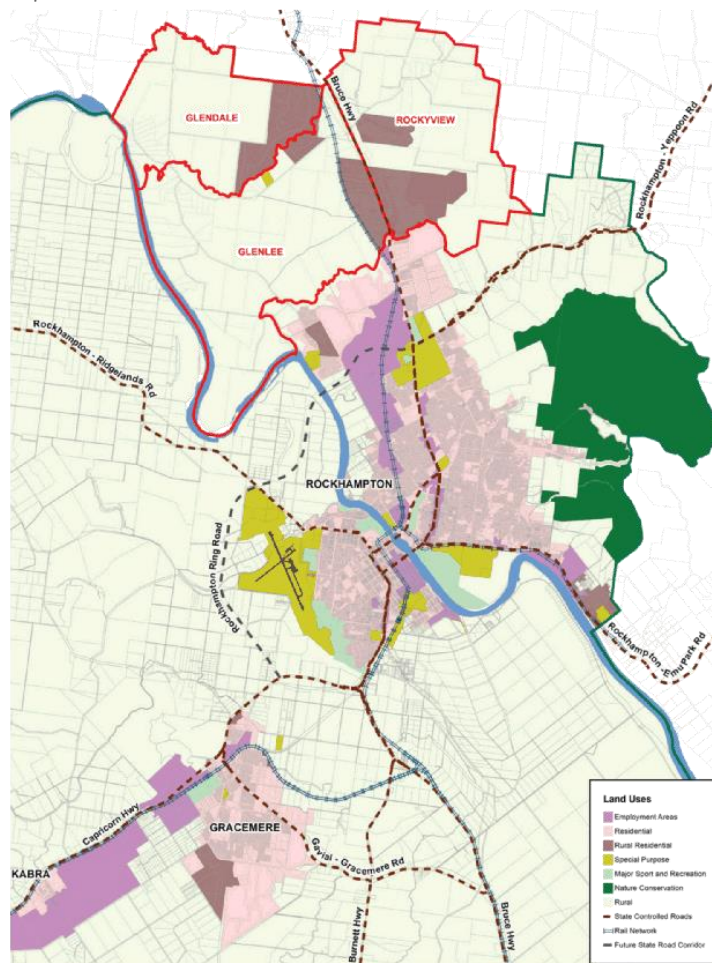 GLENDALE
Bruce Hwy
ROCKYVIEW
Rockhampton - Yeppoon Rd
GLENLEE
Rockhampton - Ridgelands Rd
ROCKHAMPTON
Rockhampton Ring Road
Rockhampton - Emu Park Rd
Capricorn Hwy
GRACEMERE
Gavial - Gracemere Rd
KABRA
Burnett Hwy
Bruce Hwy
Land Uses
Employment Areas
Residential
Rural Residential
Special Purpose
Major Sport and Recreation
Nature Conservation
Rural
State Controlled Roads
Rail Network
Future State Road Corridor